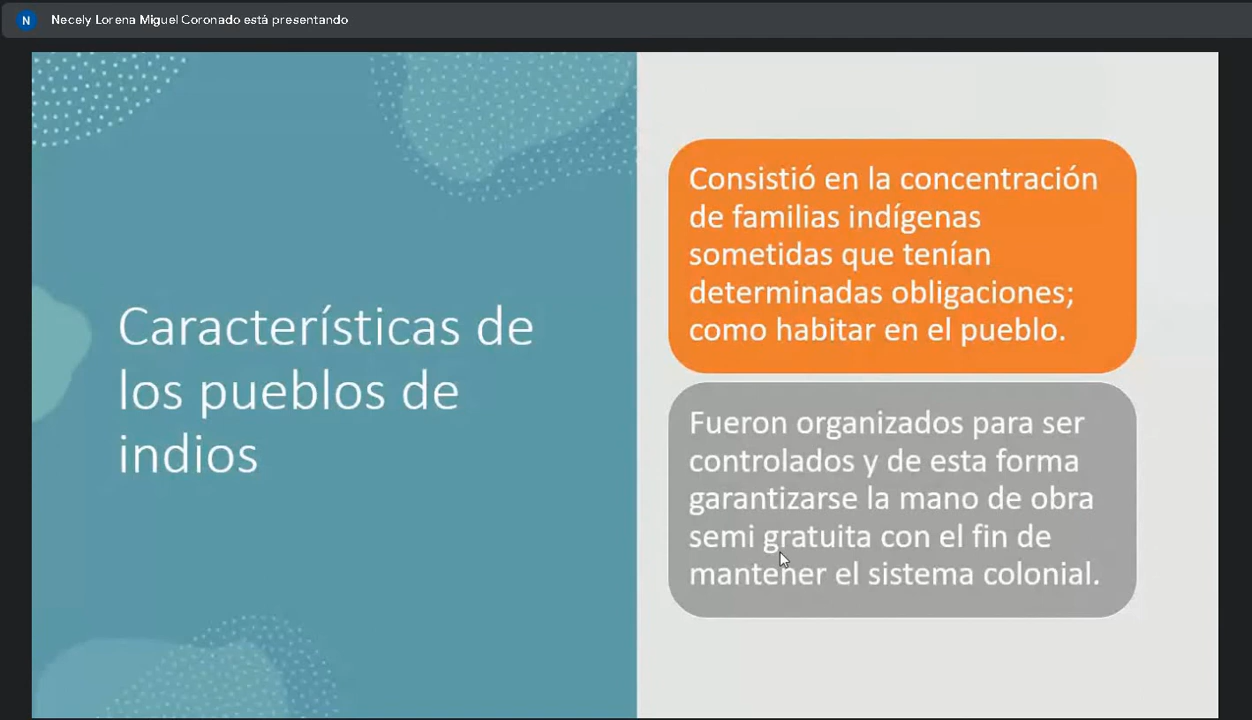 N
Necely Lorena Miguel Coronado está presentando
Características de
los pueblos de
indios
Consistió en la concentración
de familias indígenas
sometidas que tenían
determinadas obligaciones;
como habitar en el pueblo.
Fueron organizados para ser
controlados y de esta forma
garantizarse la mano de obra
semi gratuita con el fin de
mantener el sistema colonial.